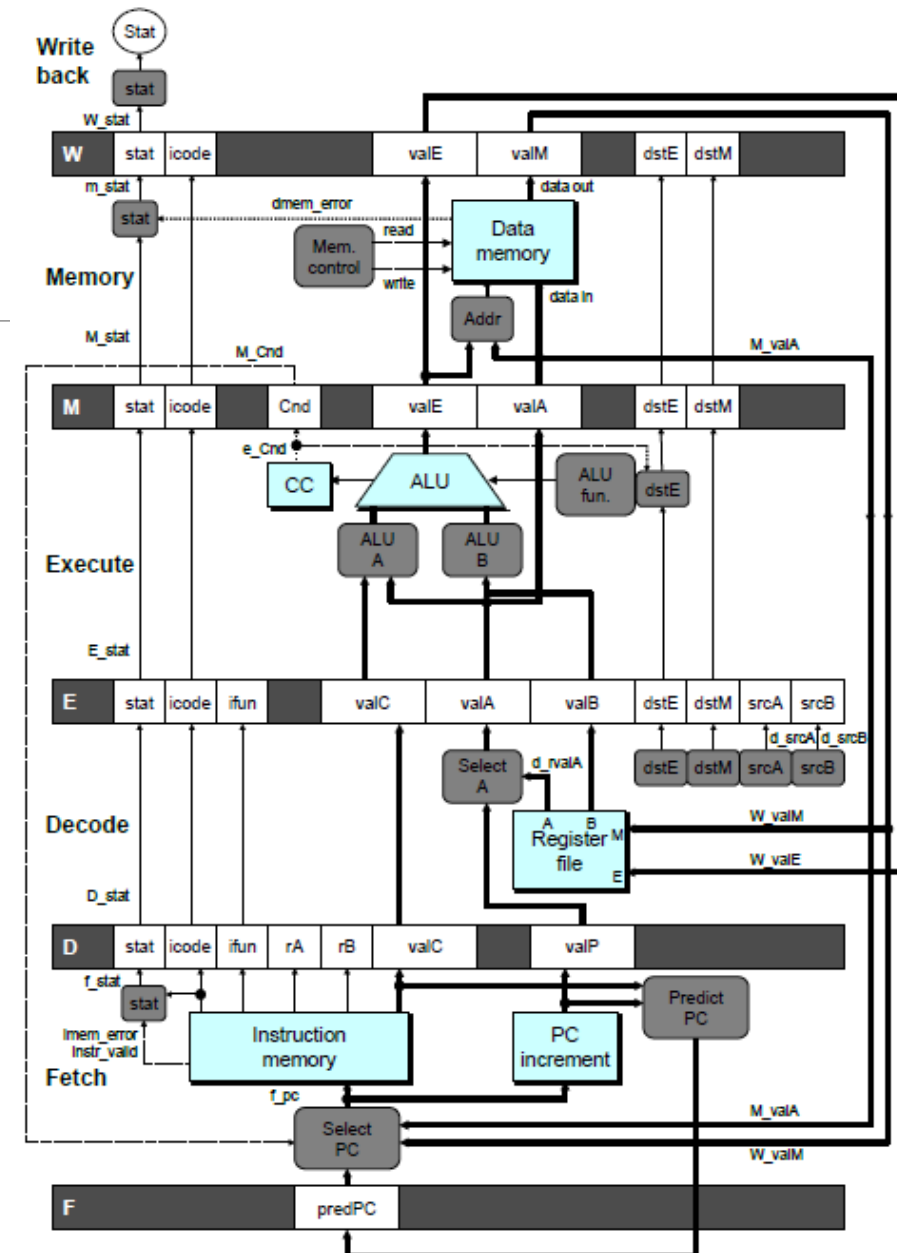 Stat
Write
back
stat
W_stat
W stat icode valE valM dstE dstM
m_stat
data out
dmem_error
stat
read
Data
memory
Mem.
control
Memory
write
data in
Addr
M_stat
M_Cnd
M_valA
M stat icode Cnd valE valA dstE dstM
e_Cnd
CC
ALU
ALU
fun.
dstE
ALU
A
ALU
B
Execute
E_stat
E stat icode ifun valC valA valB dstE dstM srcA srcB
d_srcA d_srcB
Select
A
d_rvalA
dstE dstM srcA srcB
Decode
A B
M
Register
file
E
W_valM
W_valE
D_stat
D stat icode ifun rA rB valC valP
f_stat
stat
Predict
PC
Imem_error
Instr_valid
Instruction
memory
PC
increment
Fetch
f_pc
M_valA
Select
PC
W_valM
F predPC